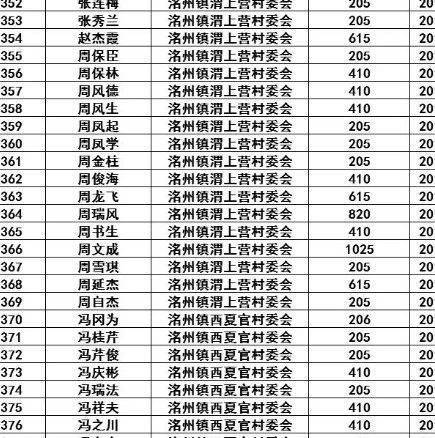 352 张连梅 洺州镇渭上营村委会 205 20
353 张秀兰 洺州镇渭上营村委会 205 20
354 赵杰霞 洺州镇渭上营村委会 615 20
355 周保臣 洺州镇渭上营村委会 205 20
356 周保林 洺州镇渭上营村委会 410 20
357 周风德 洺州镇渭上营村委会 410 20
358 周风生 洺州镇渭上营村委会 410 20
359 周凤起 洺州镇渭上营村委会 205 20
360 周凤学 洺州镇渭上营村委会 205 20
361 周金柱 洺州镇渭上营村委会 205 20
362 周俊海 洺州镇渭上营村委会 410 20
363 周龙飞 洺州镇渭上营村委会 615 20
364 周瑞风 洺州镇渭上营村委会 820 20
365 周书生 洺州镇渭上营村委会 410 20
366 周文成 洺州镇渭上营村委会 1025 20
367 周雪琪 洺州镇渭上营村委会 205 20
368 周延杰 洺州镇渭上营村委会 615 20
369 周自杰 洺州镇渭上营村委会 205 20
370 冯冈为 洺州镇西夏官村委会 206 20
371 冯桂芹 洺州镇西夏官村委会 205 20
372 冯芹俊 洺州镇西夏官村委会 205 20
373 冯庆彬 洺州镇西夏官村委会 410 20
374 冯瑞法 洺州镇西夏官村委会 205 20
375 冯祥夫 洺州镇西夏官村委会 410 20
376 冯之川 洺州镇西夏官村委会 410 20